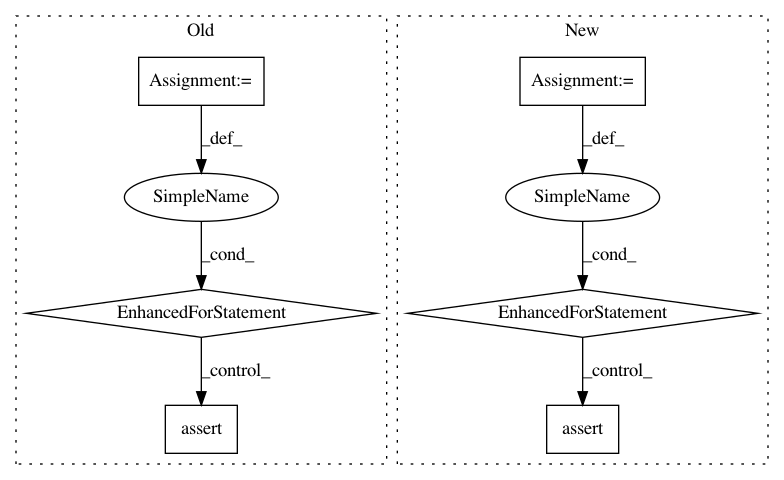 Old
New
Assignment:=
Assignment:=
_def_
_def_
SimpleName
SimpleName
_cond_
_cond_
EnhancedForStatement
EnhancedForStatement
_control_
_control_
assert
assert